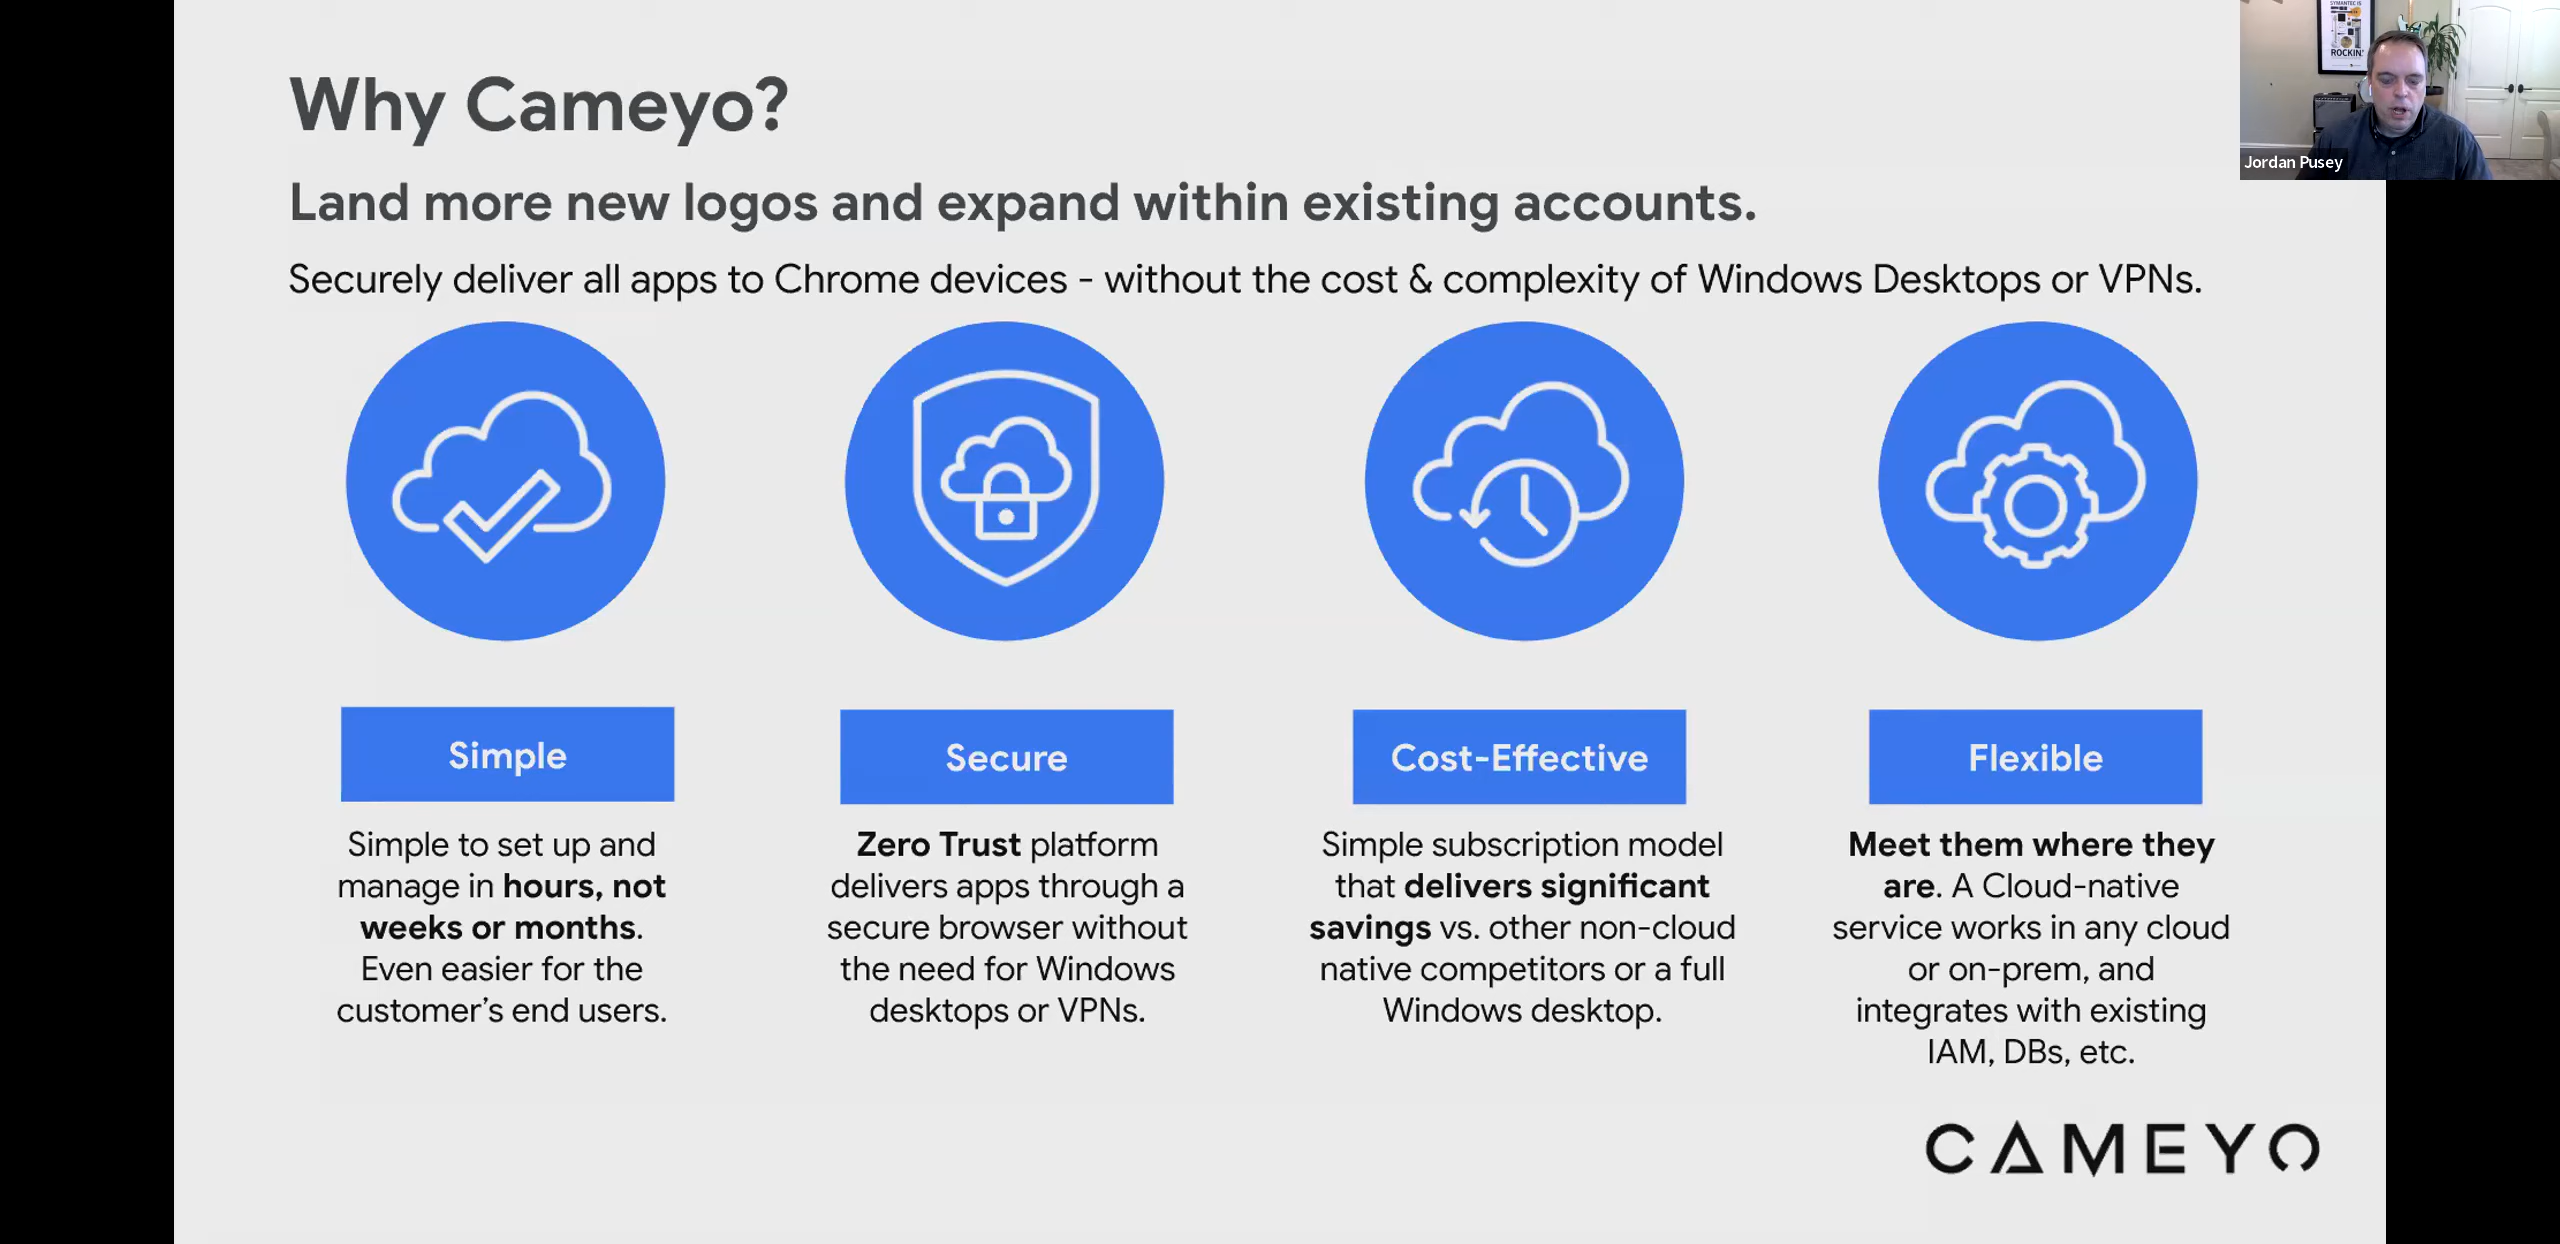 Why Cameyo?
Land more new logos and expand within existing accounts.
Securely deliver all apps to Chrome devices - without the cost & complexity of Windows Desktops or VPNs.
Simple
Simple to set up and
manage in hours, not
weeks or months.
Even easier for the
customer’s end users.
Secure
Zero Trust platform
delivers apps through a
secure browser without
the need for Windows
desktops or VPNs.
Cost-Effective
Simple subscription model
that delivers significant
savings vs. other non-cloud
native competitors or a full
Windows desktop.
Flexible
Meet them where they
are. A Cloud-native
service works in any cloud
or on-prem, and
integrates with existing
IAM, DBs, etc.
CAMEYO
SYMANTEC IS
ROCKIN'
Jordan Pusey